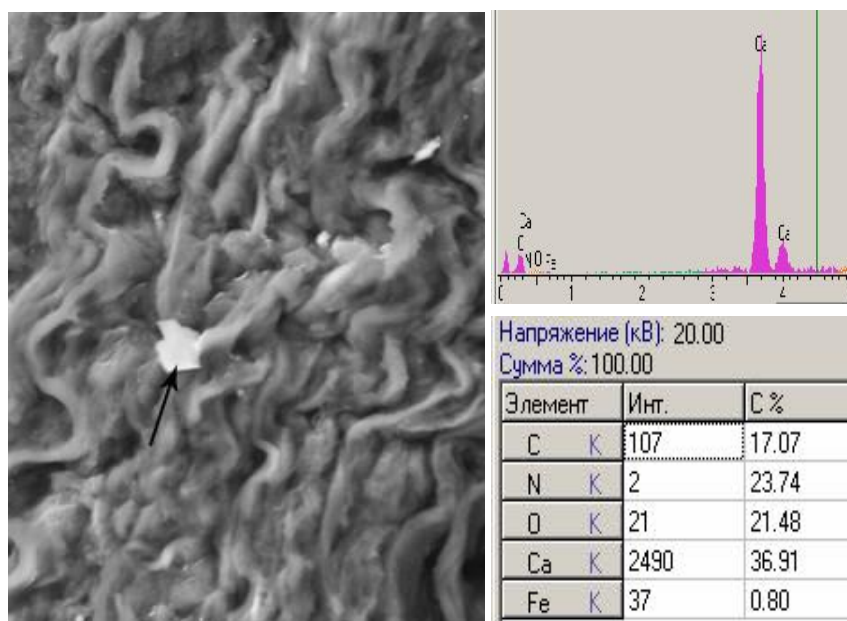 Ca
Ca
Ca
C
N O Fe
0 1 2 3 4
Напряжение (кВ): 20.00
Сумма %: 100.00
Элемент Инт. C %
C K 107 17.07
N K 2 23.74
O K 21 21.48
Ca K 2490 36.91
Fe K 37 0.80